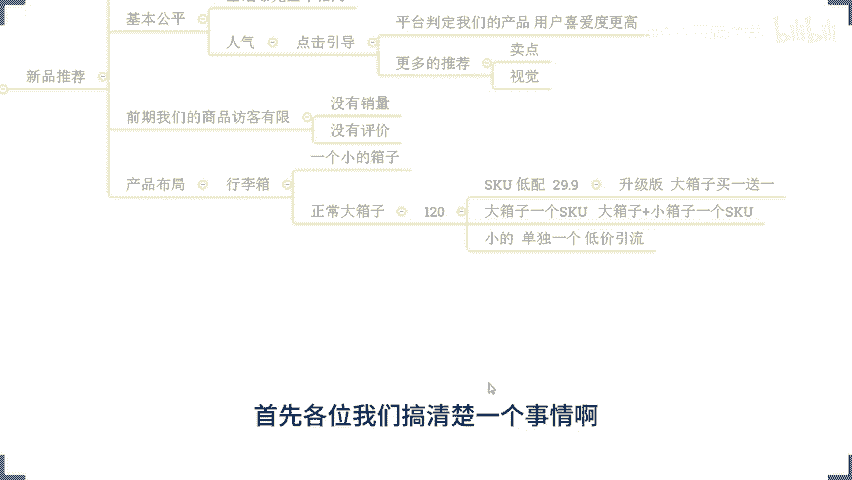 基本公平
人气 点击引导
平台判定我们的产品 用户喜爱度更高
更多的推荐
卖点
视觉
新品推荐
前期我们的商品访客有限
没有销量
没有评价
产品布局 行李箱
一个小的箱子
正常大箱子 120
SKU 低配 29.9 升级版 大箱子买一送一
大箱子一个SKU 大箱子+小箱子一个SKU
小的 单独一个 低价引流
首先各位我们搞清楚一个事情啊
bilibili